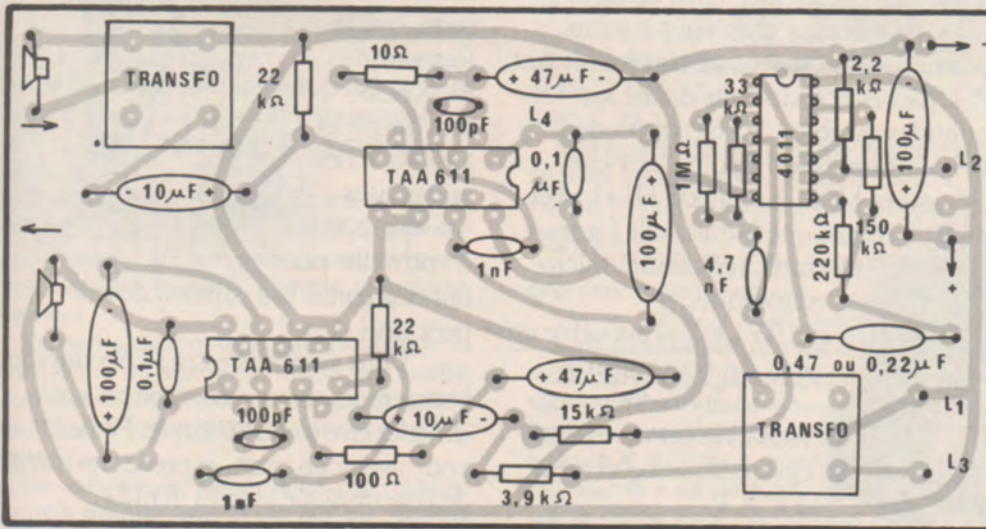 TRANSFO
22
kΩ
10Ω
+ 47µF -
100pF
L4
TAA 611
0,1
µF
- 10µF +
1nF
100µF +
-
1MΩ
33
kΩ
4011
2,2
kΩ
-
+ 100µF
-
L2
150
kΩ
220kΩ
4,7
nF
+
0,47 ou 0,22µF
+ 100µF
-
0,1µF
TAA 611
22
kΩ
100pF
1nF
+ 10µF -
100Ω
+ 47µF -
15kΩ
3,9kΩ
TRANSFO
L1
L3